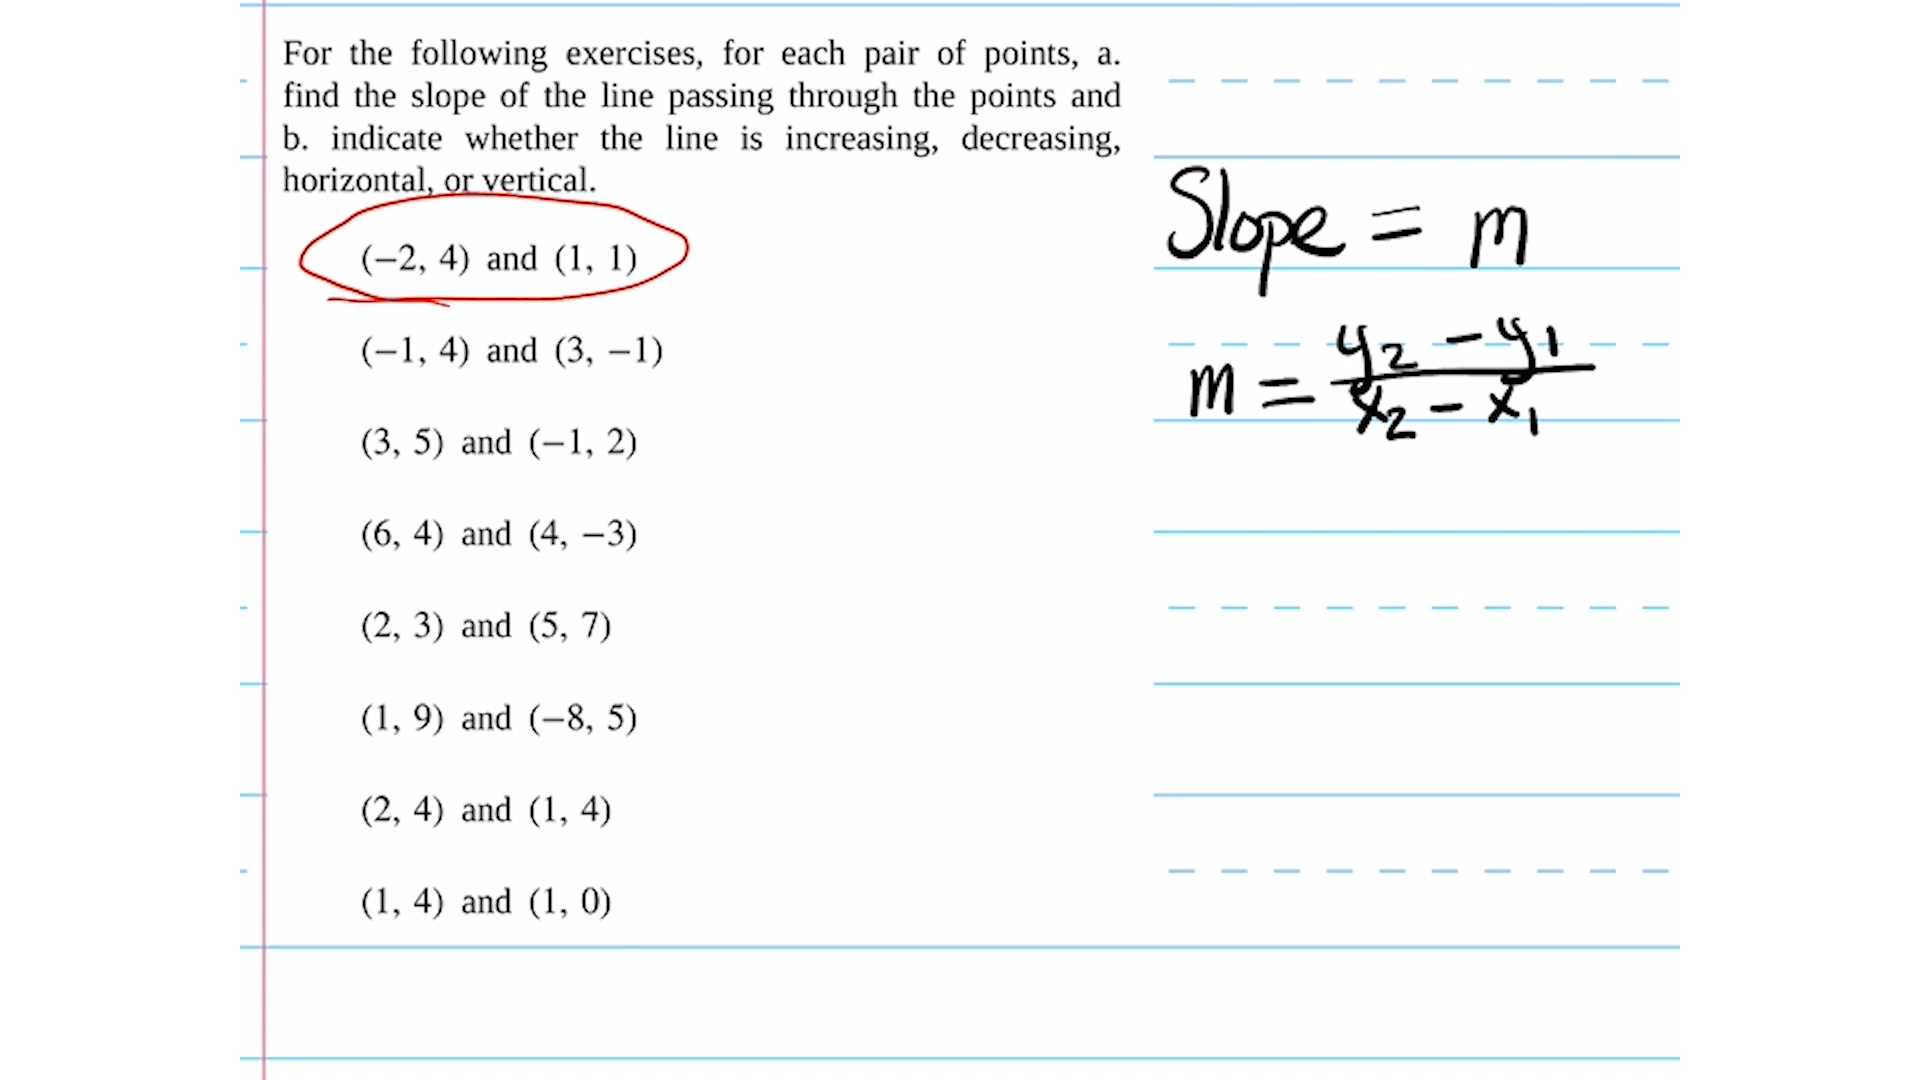 For the following exercises, for each pair of points, a.
find the slope of the line passing through the points and
b. indicate whether the line is increasing, decreasing,
horizontal, or vertical.
(−2, 4) and (1, 1)
(−1, 4) and (3, −1)
(3, 5) and (−1, 2)
(6, 4) and (4, −3)
(2, 3) and (5, 7)
(1, 9) and (−8, 5)
(2, 4) and (1, 4)
(1, 4) and (1, 0)
Slope = m
m = y₂ − y₁ / x₂ − x₁